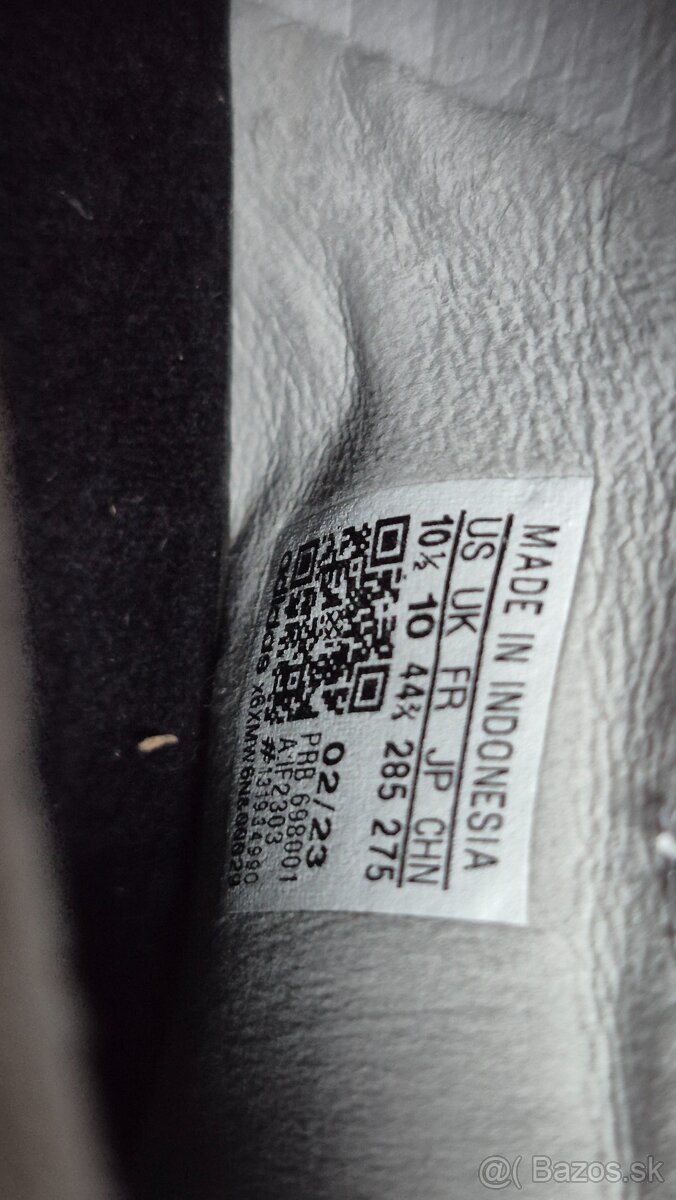 MADE IN INDONESIA
US UK FR JP CHN
10½ 10 44⅔ 285 275
02/23
PRB 698001
#131934990
adidas
@( Bazos.sk